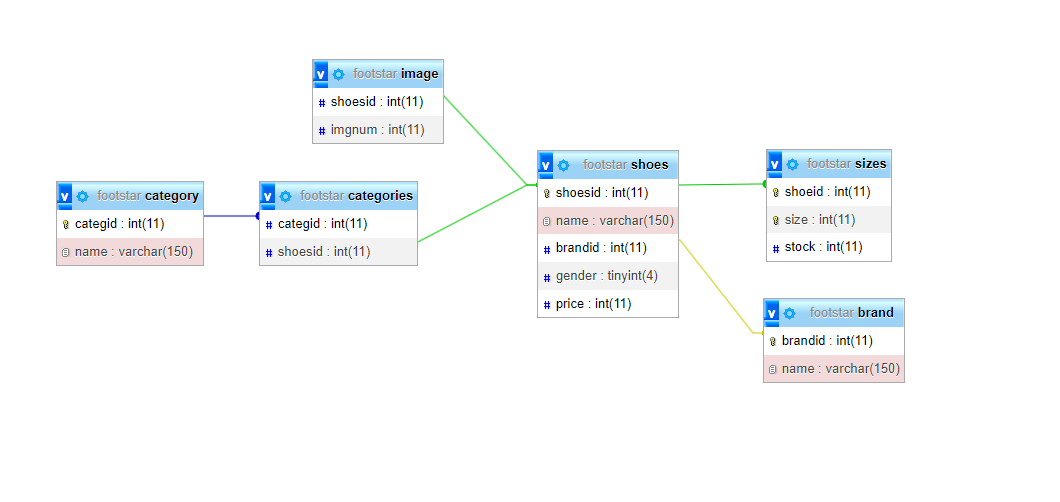 v footstar image
# shoesid : int(11)
# imgnum : int(11)
v footstar category
categid : int(11)
name : varchar(150)
v footstar categories
# categid : int(11)
# shoesid : int(11)
v footstar shoes
shoesid : int(11)
name : varchar(150)
# brandid : int(11)
# gender : tinyint(4)
# price : int(11)
v footstar sizes
shoeid : int(11)
size : int(11)
# stock : int(11)
v footstar brand
brandid : int(11)
name : varchar(150)